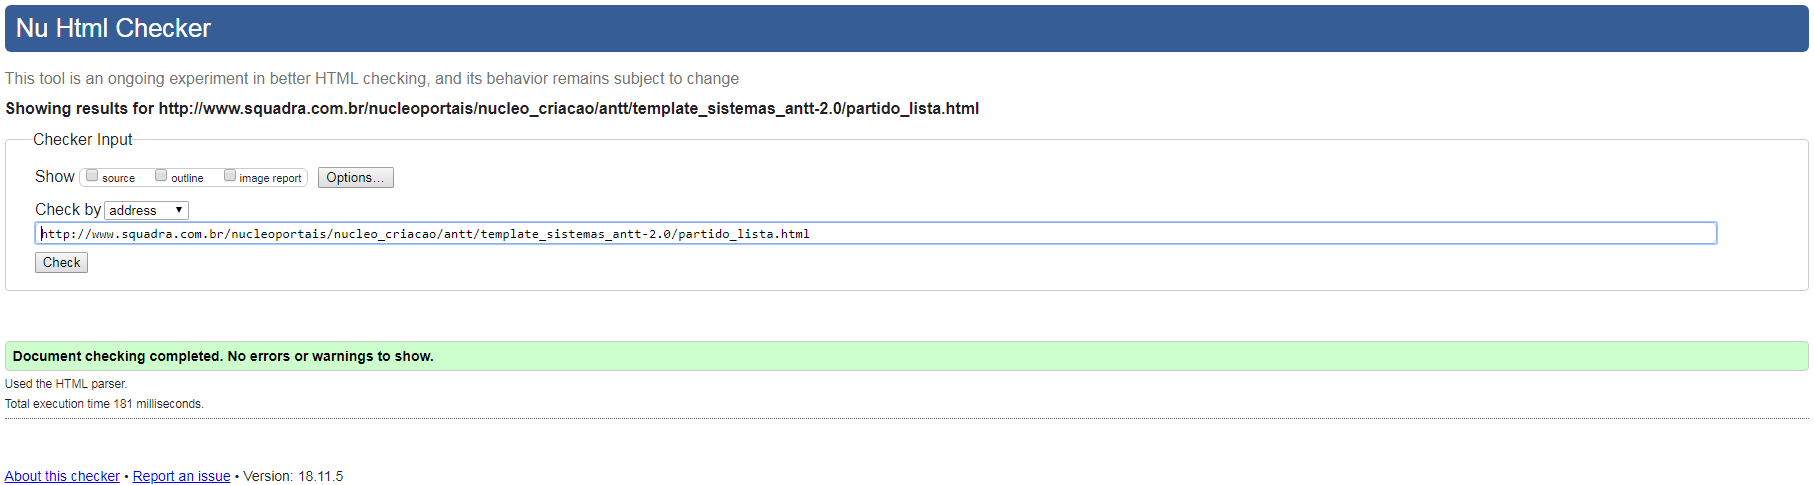 Nu Html Checker
This tool is an ongoing experiment in better HTML checking, and its behavior remains subject to change
Showing results for http://www.squadra.com.br/nucleoportais/nucleo_criacao/antt/template_sistemas_antt-2.0/partido_lista.html
Checker Input
Show source outline image report Options...
Check by address
http://www.squadra.com.br/nucleoportais/nucleo_criacao/antt/template_sistemas_antt-2.0/partido_lista.html
Check
Document checking completed. No errors or warnings to show.
Used the HTML parser.
Total execution time 181 milliseconds.
About this checker • Report an issue • Version: 18.11.5